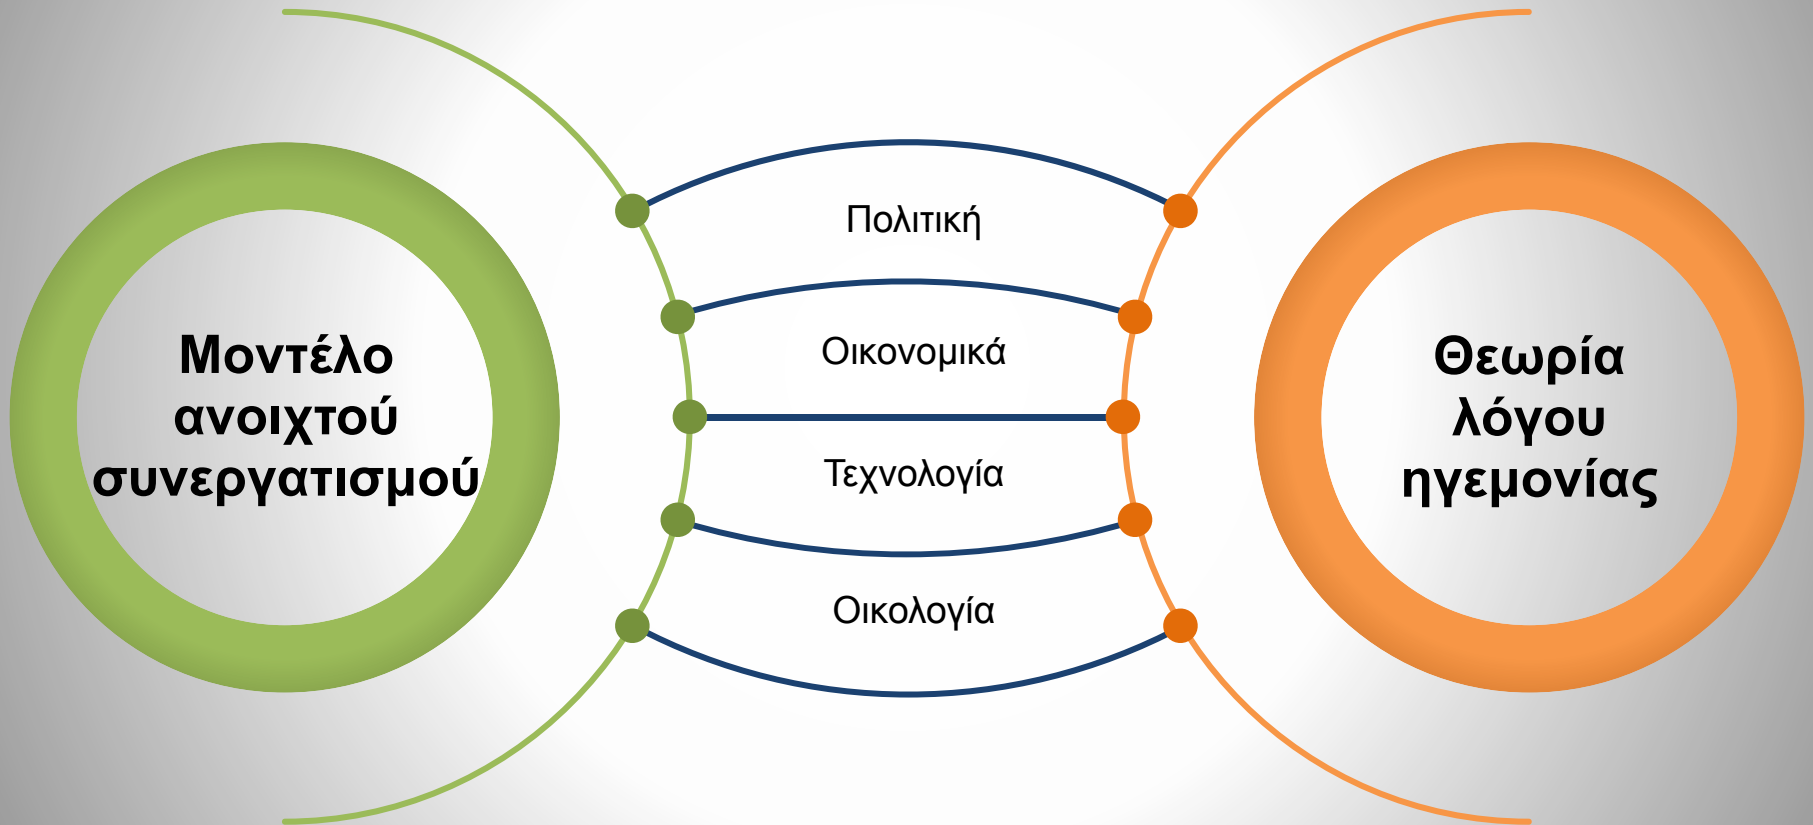 Μοντέλο
ανοιχτού
συνεργατισμού
Πολιτική
Οικονομικά
Τεχνολογία
Οικολογία
Θεωρία
λόγου
ηγεμονίας